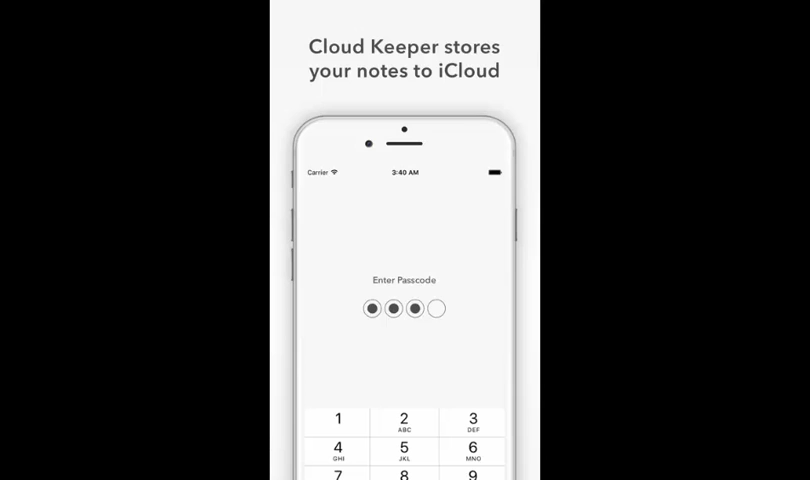 Cloud Keeper stores
your notes to iCloud
Carrier 3:40 AM
Enter Passcode
1 2 3
ABC DEF
4 5 6
GHI JKL MNO
7 8 9